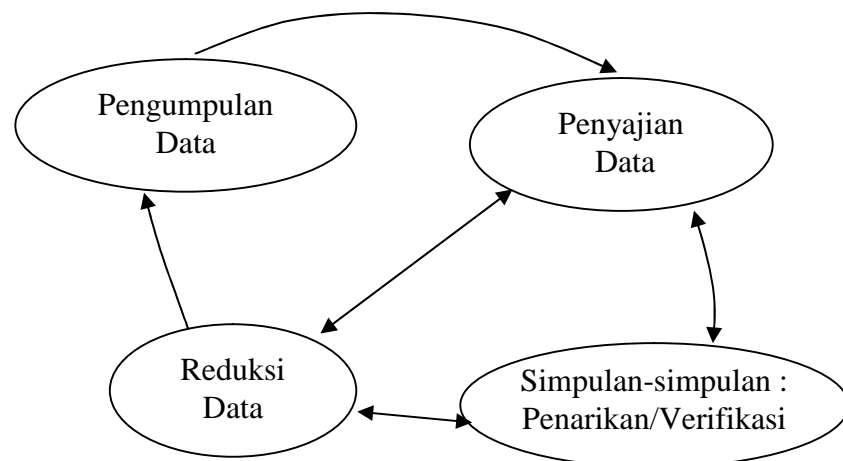 Pengumpulan
Data
Penyajian
Data
Reduksi
Data
Simpulan-simpulan :
Penarikan/Verifikasi